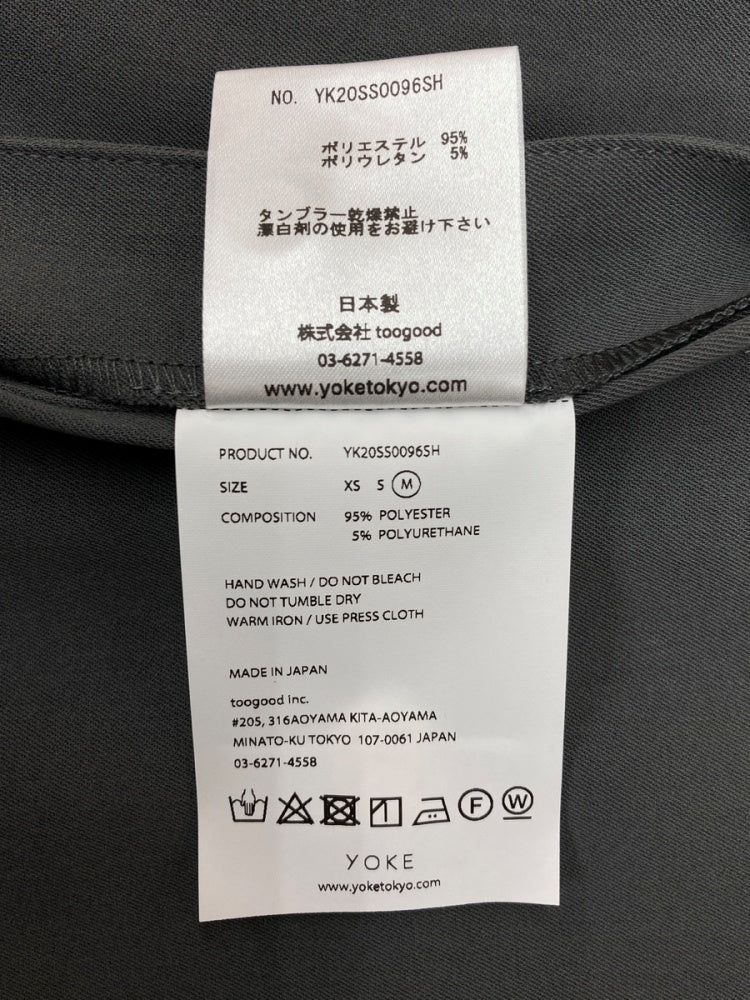 NO. YK20SS0096SH
ポリエステル 95%
ポリウレタン 5%
タンブラー乾燥禁止
漂白剤の使用をお避け下さい
日本製
株式会社 toogood
03-6271-4558
www.yoketokyo.com
PRODUCT NO. YK20SS0096SH
SIZE XS S M
COMPOSITION 95% POLYESTER
5% POLYURETHANE
HAND WASH / DO NOT BLEACH
DO NOT TUMBLE DRY
WARM IRON / USE PRESS CLOTH
MADE IN JAPAN
toogood inc.
#205, 316AOYAMA KITA-AOYAMA
MINATO-KU TOKYO 107-0061 JAPAN
03-6271-4558
F W
YOKE
www.yoketokyo.com